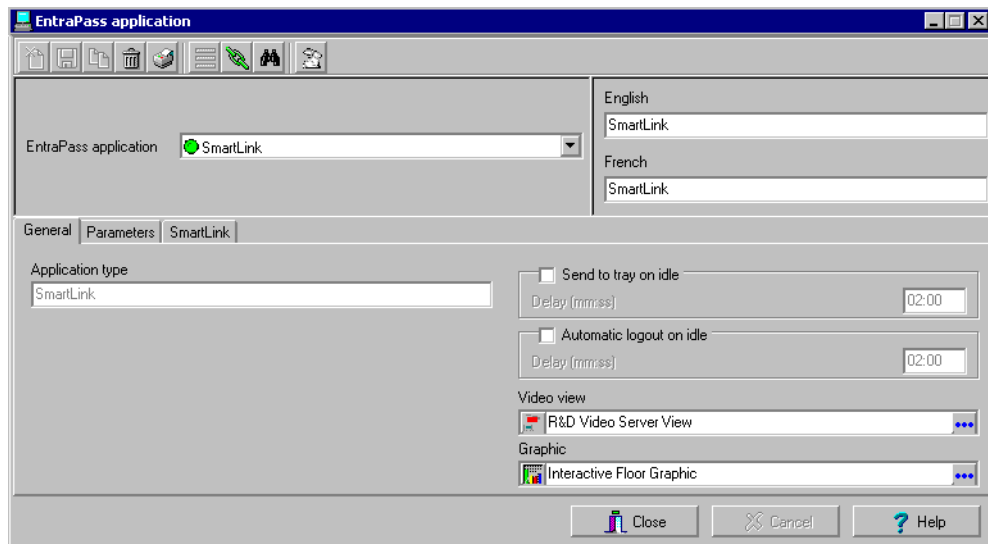 EntraPass application
English
SmartLink
EntraPass application SmartLink
French
SmartLink
General Parameters SmartLink
Application type
SmartLink
Send to tray on idle
Delay (mm:ss) 02:00
Automatic logout on idle
Delay (mm:ss) 02:00
Video view
R&D Video Server View
Graphic
Interactive Floor Graphic
Close Cancel Help